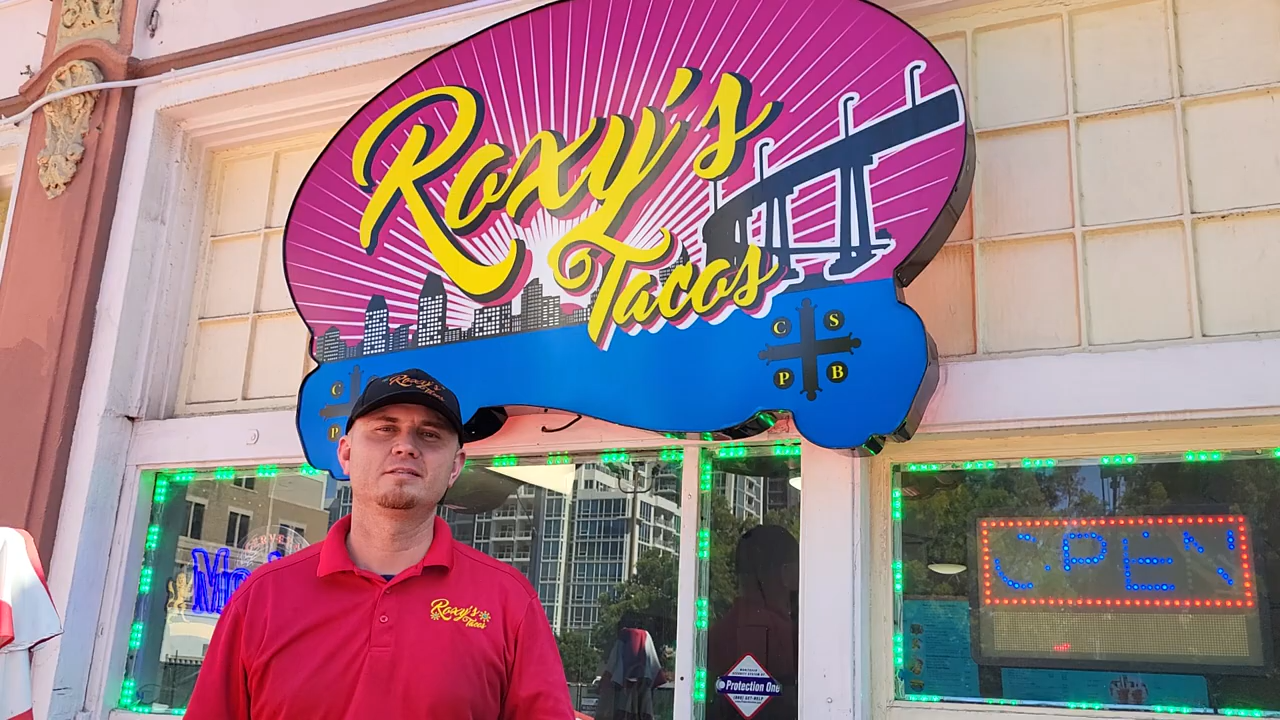 Roxy's
Tacos
C S
P B
C
P
Roxy's
Tacos
Roxy's
Tacos
OPEN
Protection One